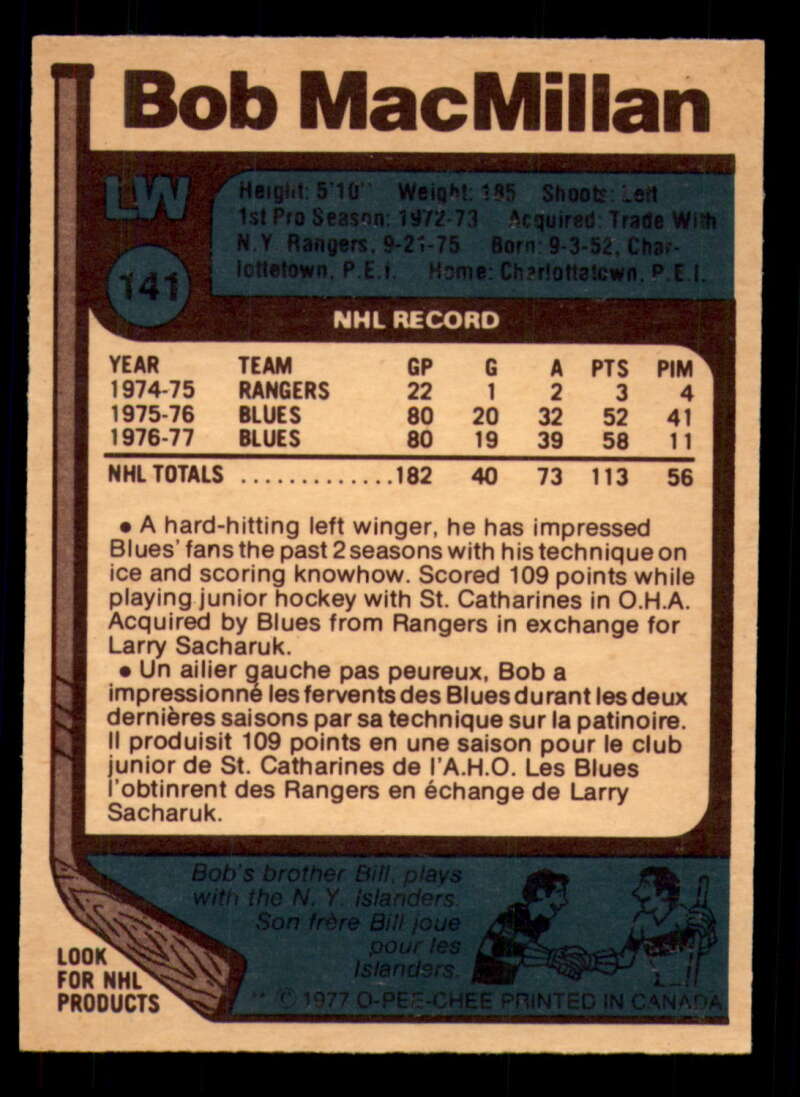 Bob MacMillan
LW
Height: 5'10" Weight: 195 Shoots: Left
1st Pro Season: 1972-73 Acquired: Trade With
N.Y. Rangers, 9-21-75 Born: 9-3-52, Char-
lottetown, P.E.I. Home: Charlottetown, P.E.I.
141
NHL RECORD
YEAR TEAM GP G A PTS PIM
1974-75 RANGERS 22 1 2 3 4
1975-76 BLUES 80 20 32 52 41
1976-77 BLUES 80 19 39 58 11
NHL TOTALS .............182 40 73 113 56
• A hard-hitting left winger, he has impressed
Blues' fans the past 2 seasons with his technique on
ice and scoring knowhow. Scored 109 points while
playing junior hockey with St. Catharines in O.H.A.
Acquired by Blues from Rangers in exchange for
Larry Sacharuk.
• Un ailier gauche pas peureux, Bob a
impressionné les fervents des Blues durant les deux
dernières saisons par sa technique sur la patinoire.
Il produisit 109 points en une saison pour le club
junior de St. Catharines de l'A.H.O. Les Blues
l'obtinrent des Rangers en échange de Larry
Sacharuk.
Bob's brother Bill, plays
with the N. Y. Islanders.
Son frère Bill joue
pour les
Islanders.
LOOK
FOR NHL
PRODUCTS
** © 1977 O-PEE-CHEE PRINTED IN CANADA